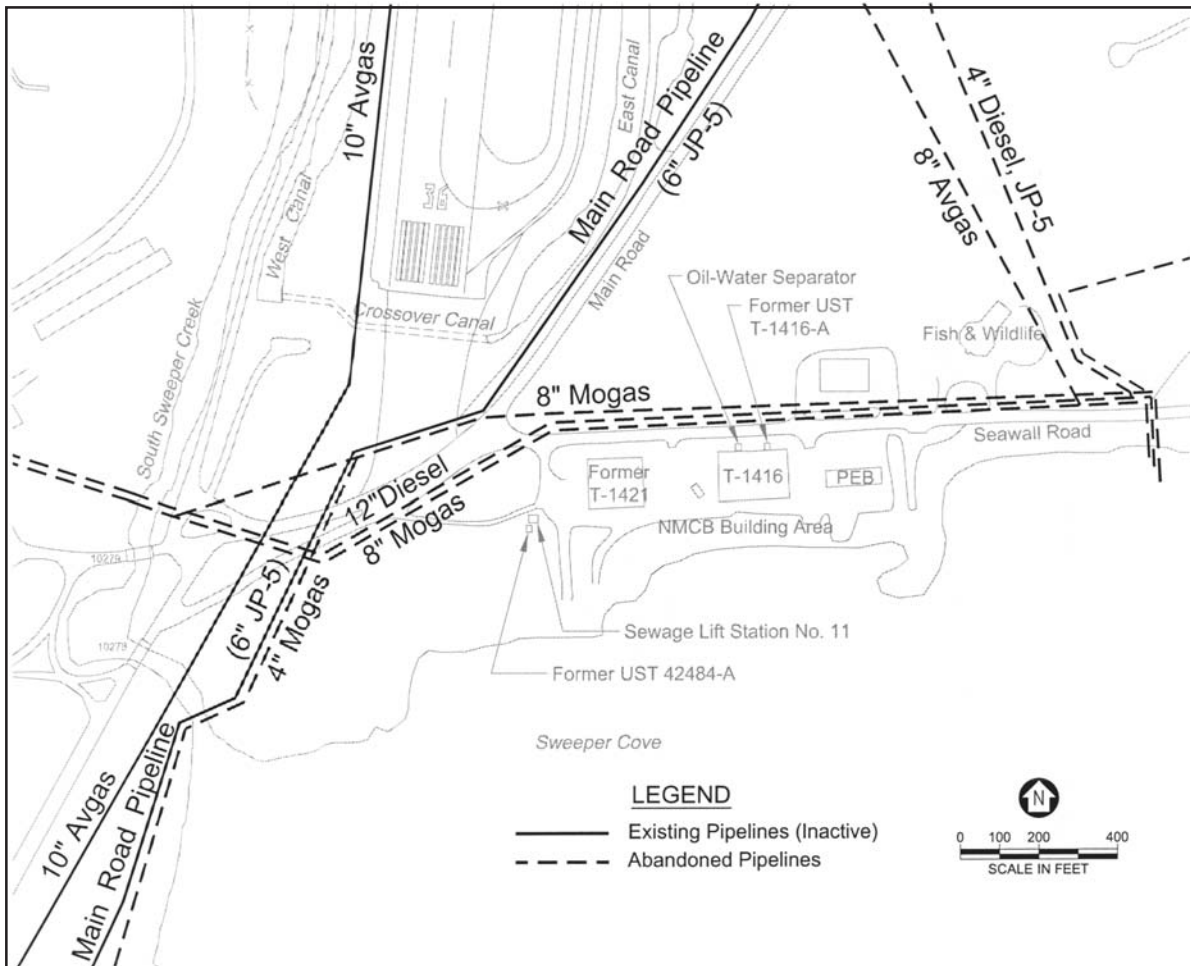 10" Avgas
East Canal
Main Road Pipeline
(6" JP-5)
4" Diesel, JP-5
8" Avgas
West Canal
Main Road
Oil-Water Separator
Former UST
T-1416-A
Crossover Canal
Fish & Wildlife
South Sweeper Creek
8" Mogas
Seawall Road
12"Diesel
Former
T-1421
T-1416
PEB
8" Mogas
NMCB Building Area
10279
(6" JP-5)
4" Mogas
Sewage Lift Station No. 11
10279
Former UST 42484-A
Main Road Pipeline
10" Avgas
Sweeper Cove
LEGEND
Existing Pipelines (Inactive)
Abandoned Pipelines
N
0 100 200 400
SCALE IN FEET